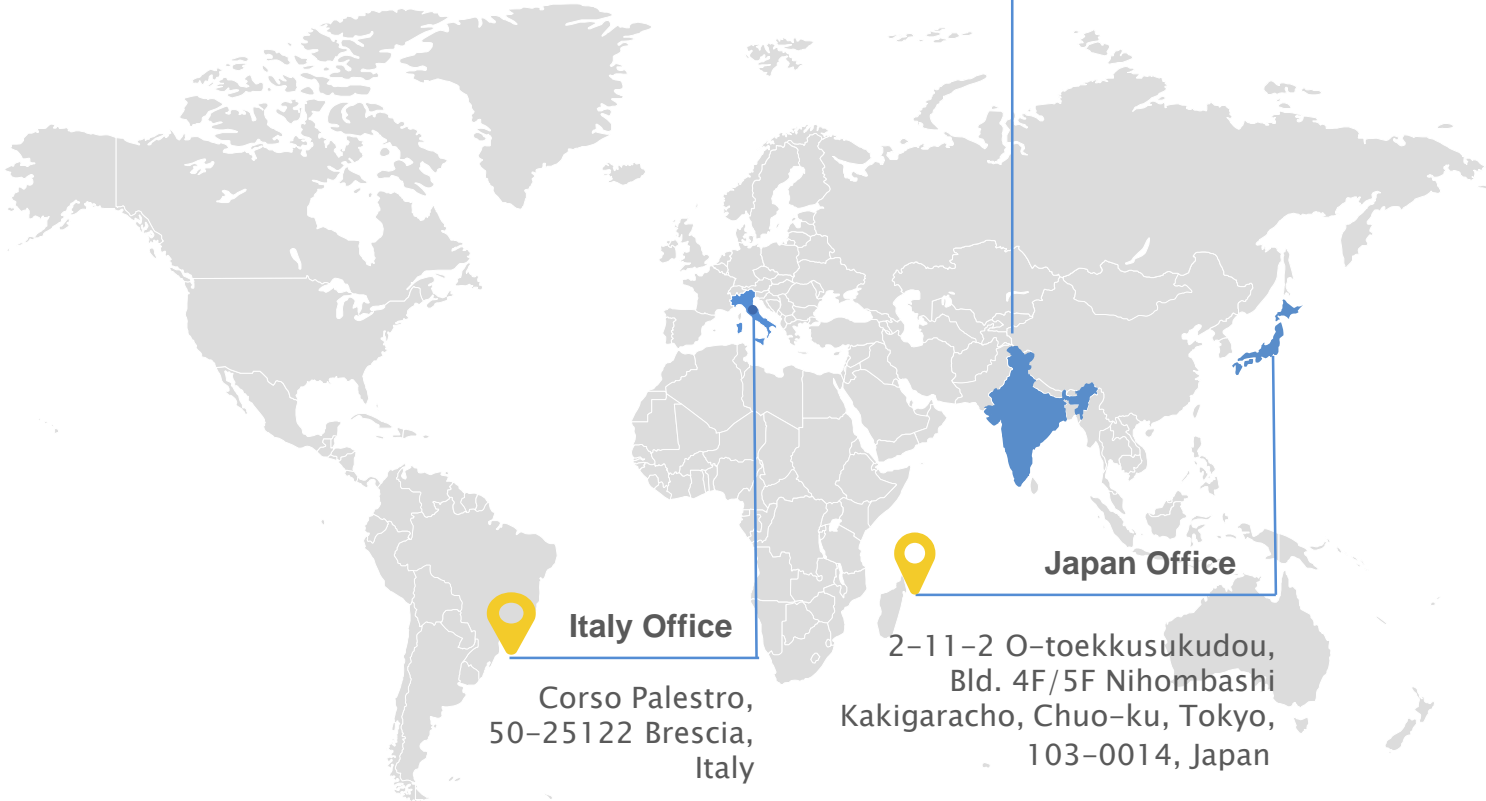 Italy Office
Corso Palestro,
50-25122 Brescia,
Italy
Japan Office
2-11-2 O-toekkusukudou,
Bld. 4F/5F Nihombashi
Kakigaracho, Chuo-ku, Tokyo,
103-0014, Japan